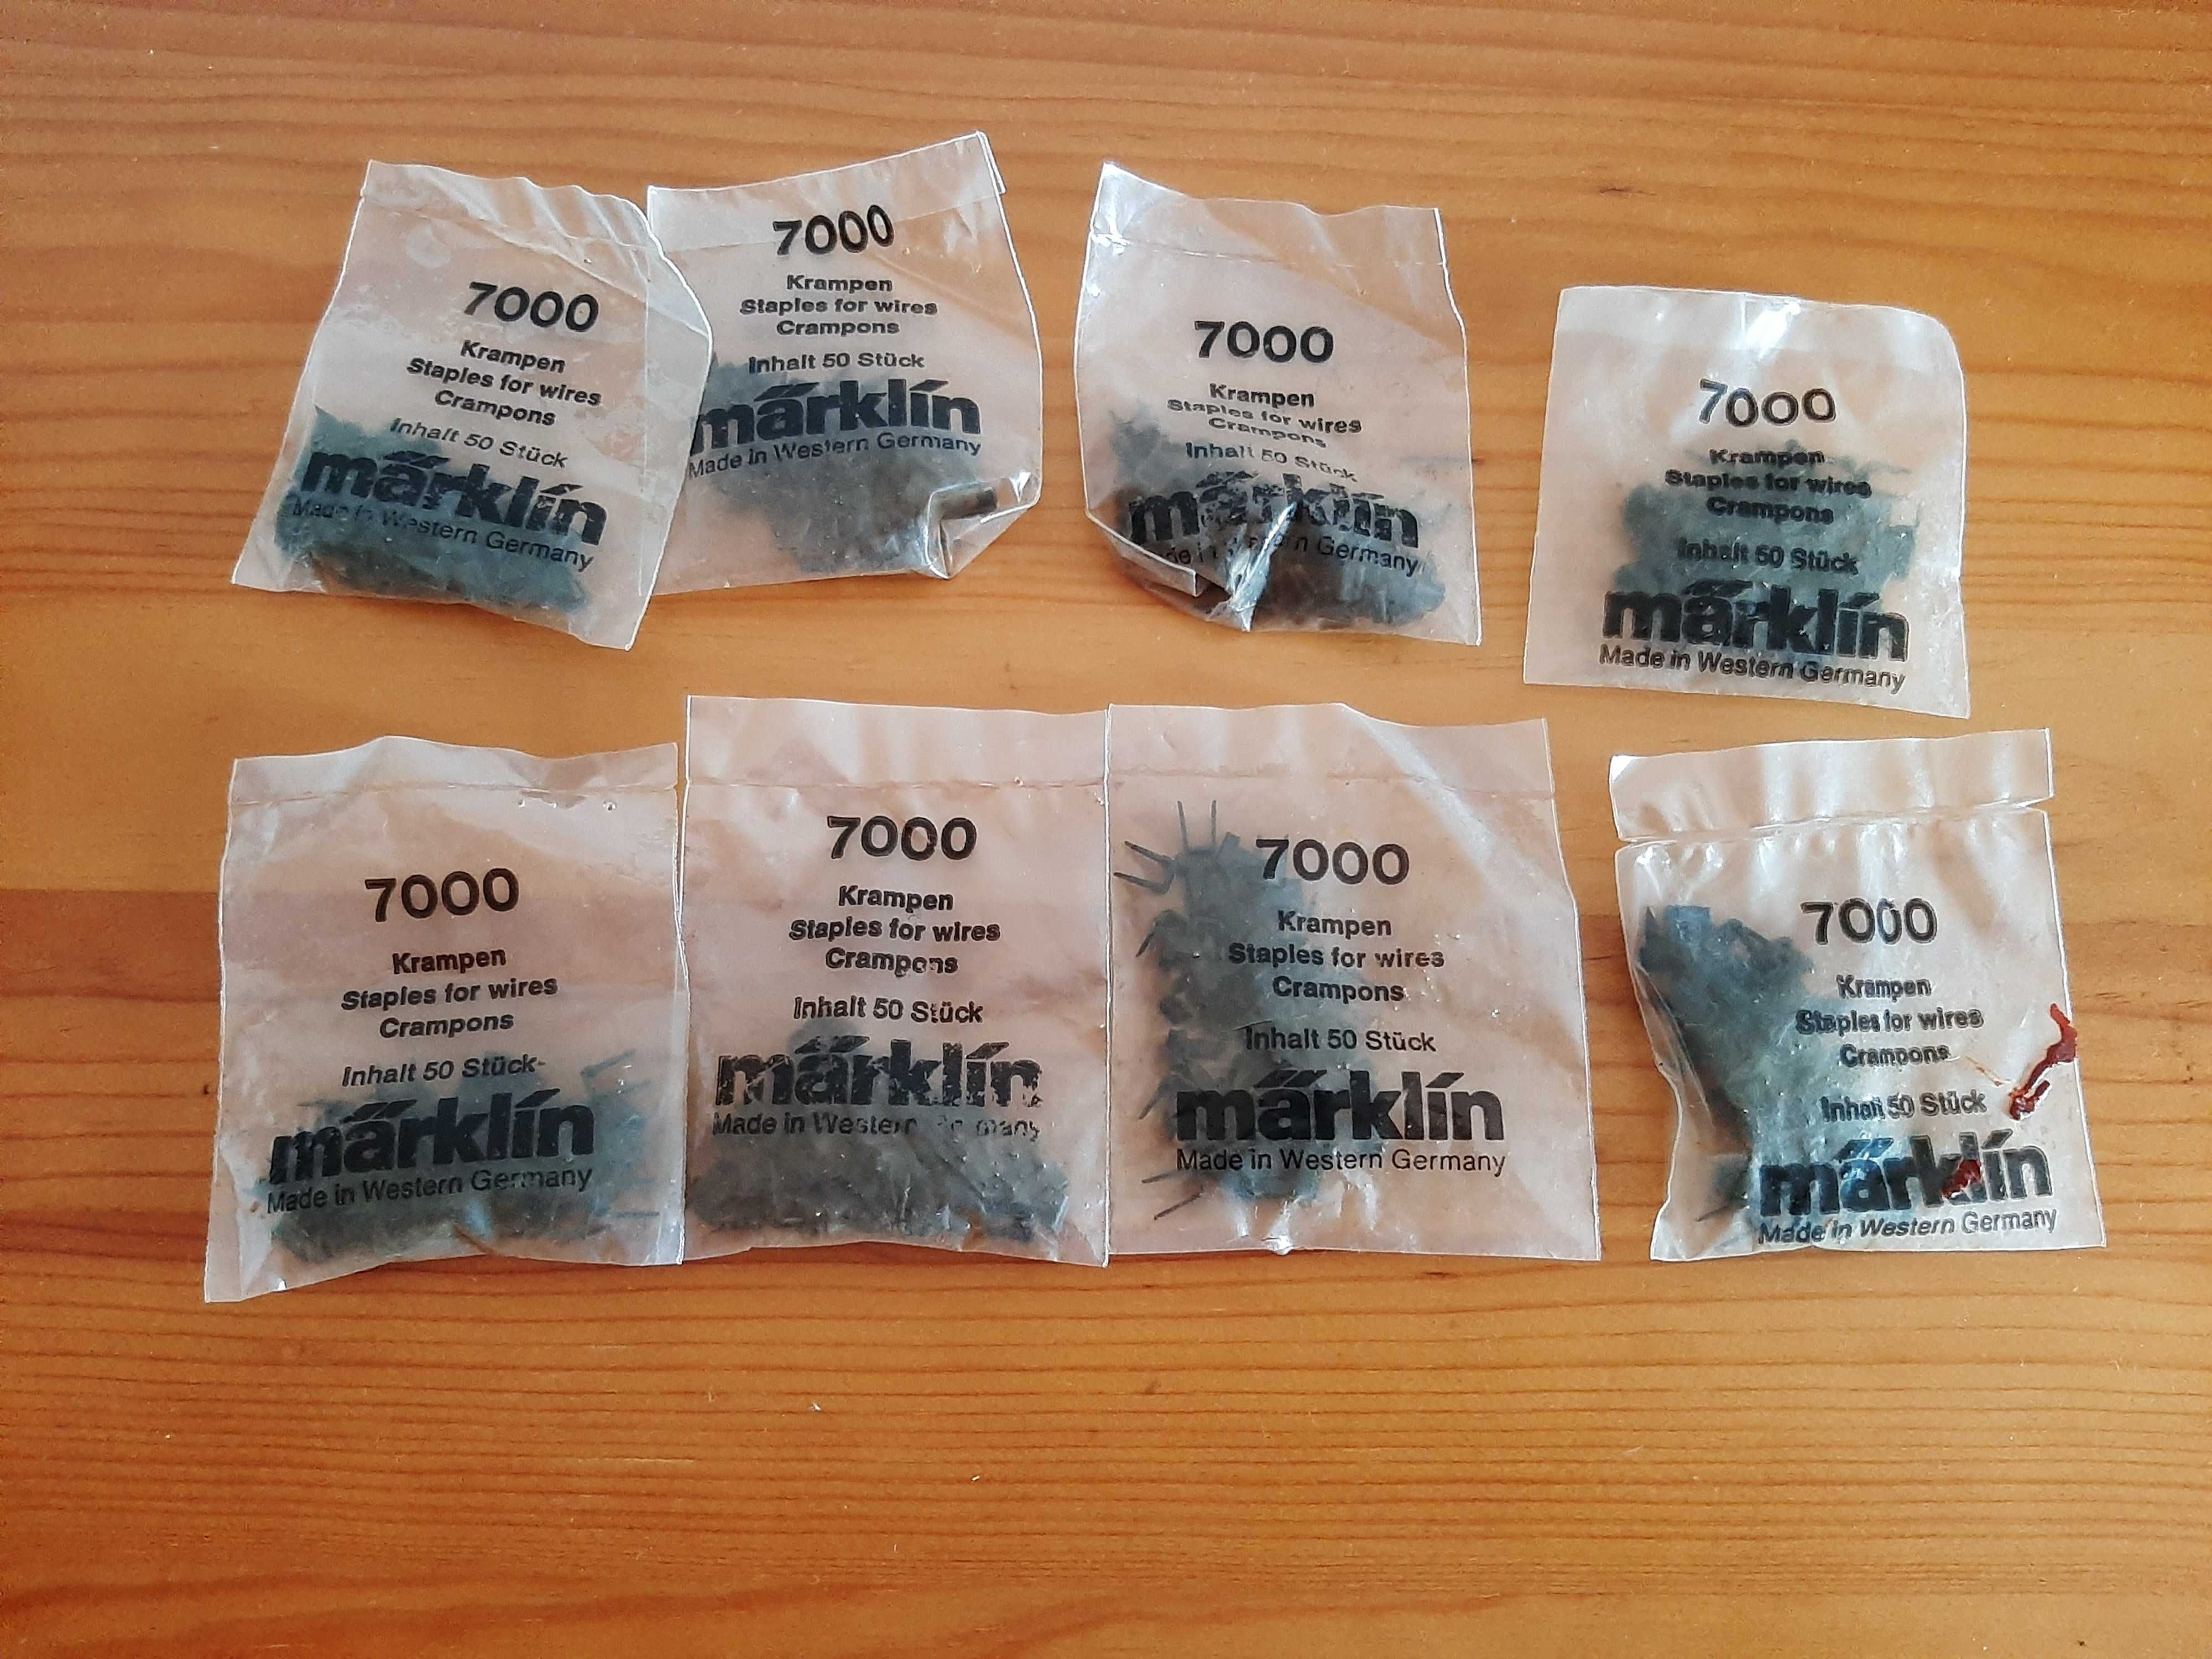 7000
Krampen
Staples for wires
Crampons
Inhalt 50 Stück
märklin
Made in Western Germany
7000
Krampen
Staples for wires
Crampons
Inhalt 50 Stück
märklin
Made in Western Germany
7000
Krampen
Staples for wires
Crampons
Inhalt 50 Stück
märklin
in Germany
7000
Krampen
Staples for wires
Crampons
Inhalt 50 Stück
märklin
Made in Western Germany
7000
Krampen
Staples for wires
Crampons
Inhalt 50 Stück
märklin
Made in Western Germany
7000
Krampen
Staples for wires
Crampons
Inhalt 50 Stück
märklin
Made in Western
7000
Krampen
Staples for wires
Crampons
Inhalt 50 Stück
märklin
Made in Western Germany
7000
Krampen
Staples for wires
Crampons
Inhalt 50 Stück
märklin
Made in Western Germany